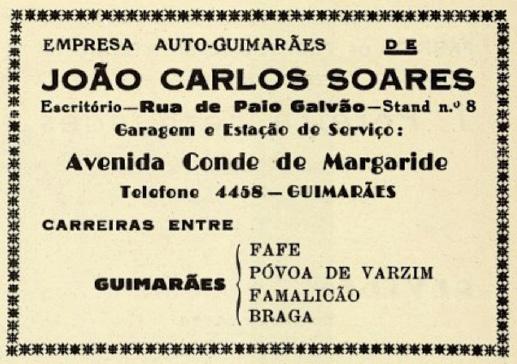 EMPRESA AUTO-GUIMARÃES DE
JOÃO CARLOS SOARES
Escritório—Rua de Paio Galvão—Stand n.º 8
Garagem e Estação de Serviço:
Avenida Conde de Margaride
Telefone 4458 — GUIMARÃES
CARREIRAS ENTRE
GUIMARÃES
FAFE
PÓVOA DE VARZIM
FAMALICÃO
BRAGA